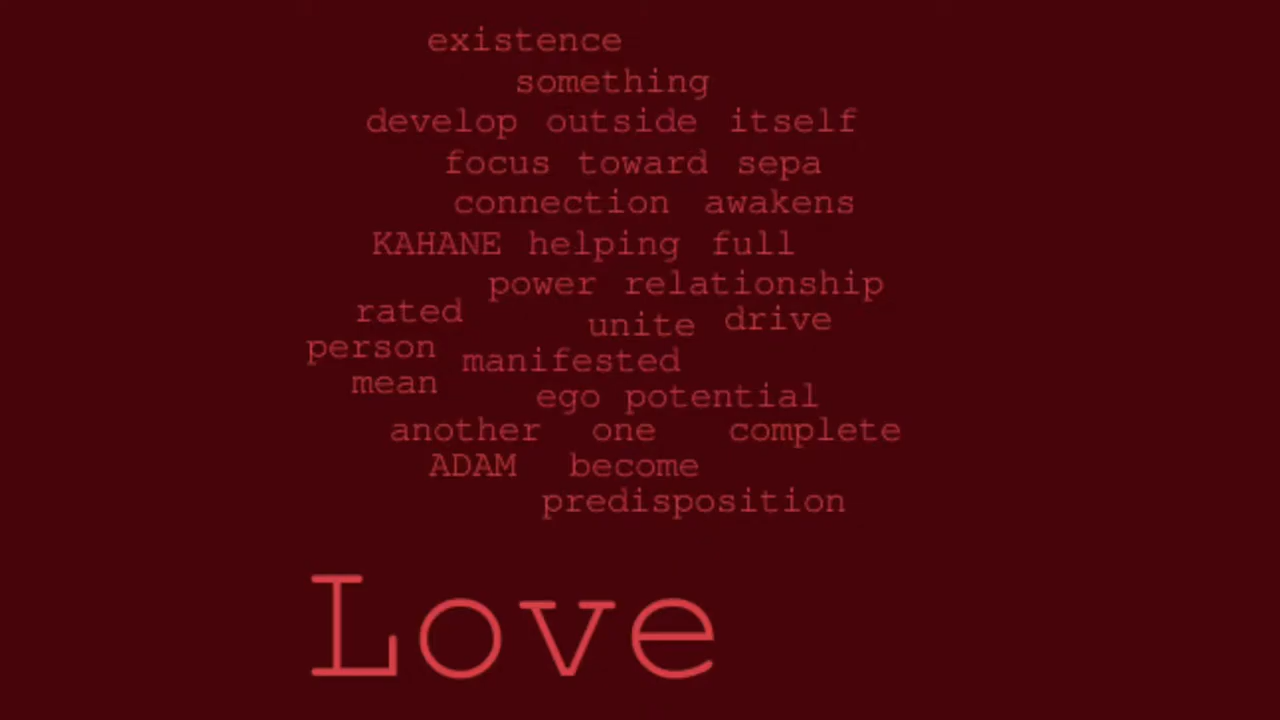 existence
something
develop outside itself
focus toward sepa
connection awakens
KAHANE helping full
power relationship
rated unite drive
person manifested
mean ego potential
another one complete
ADAM become
predisposition
Love